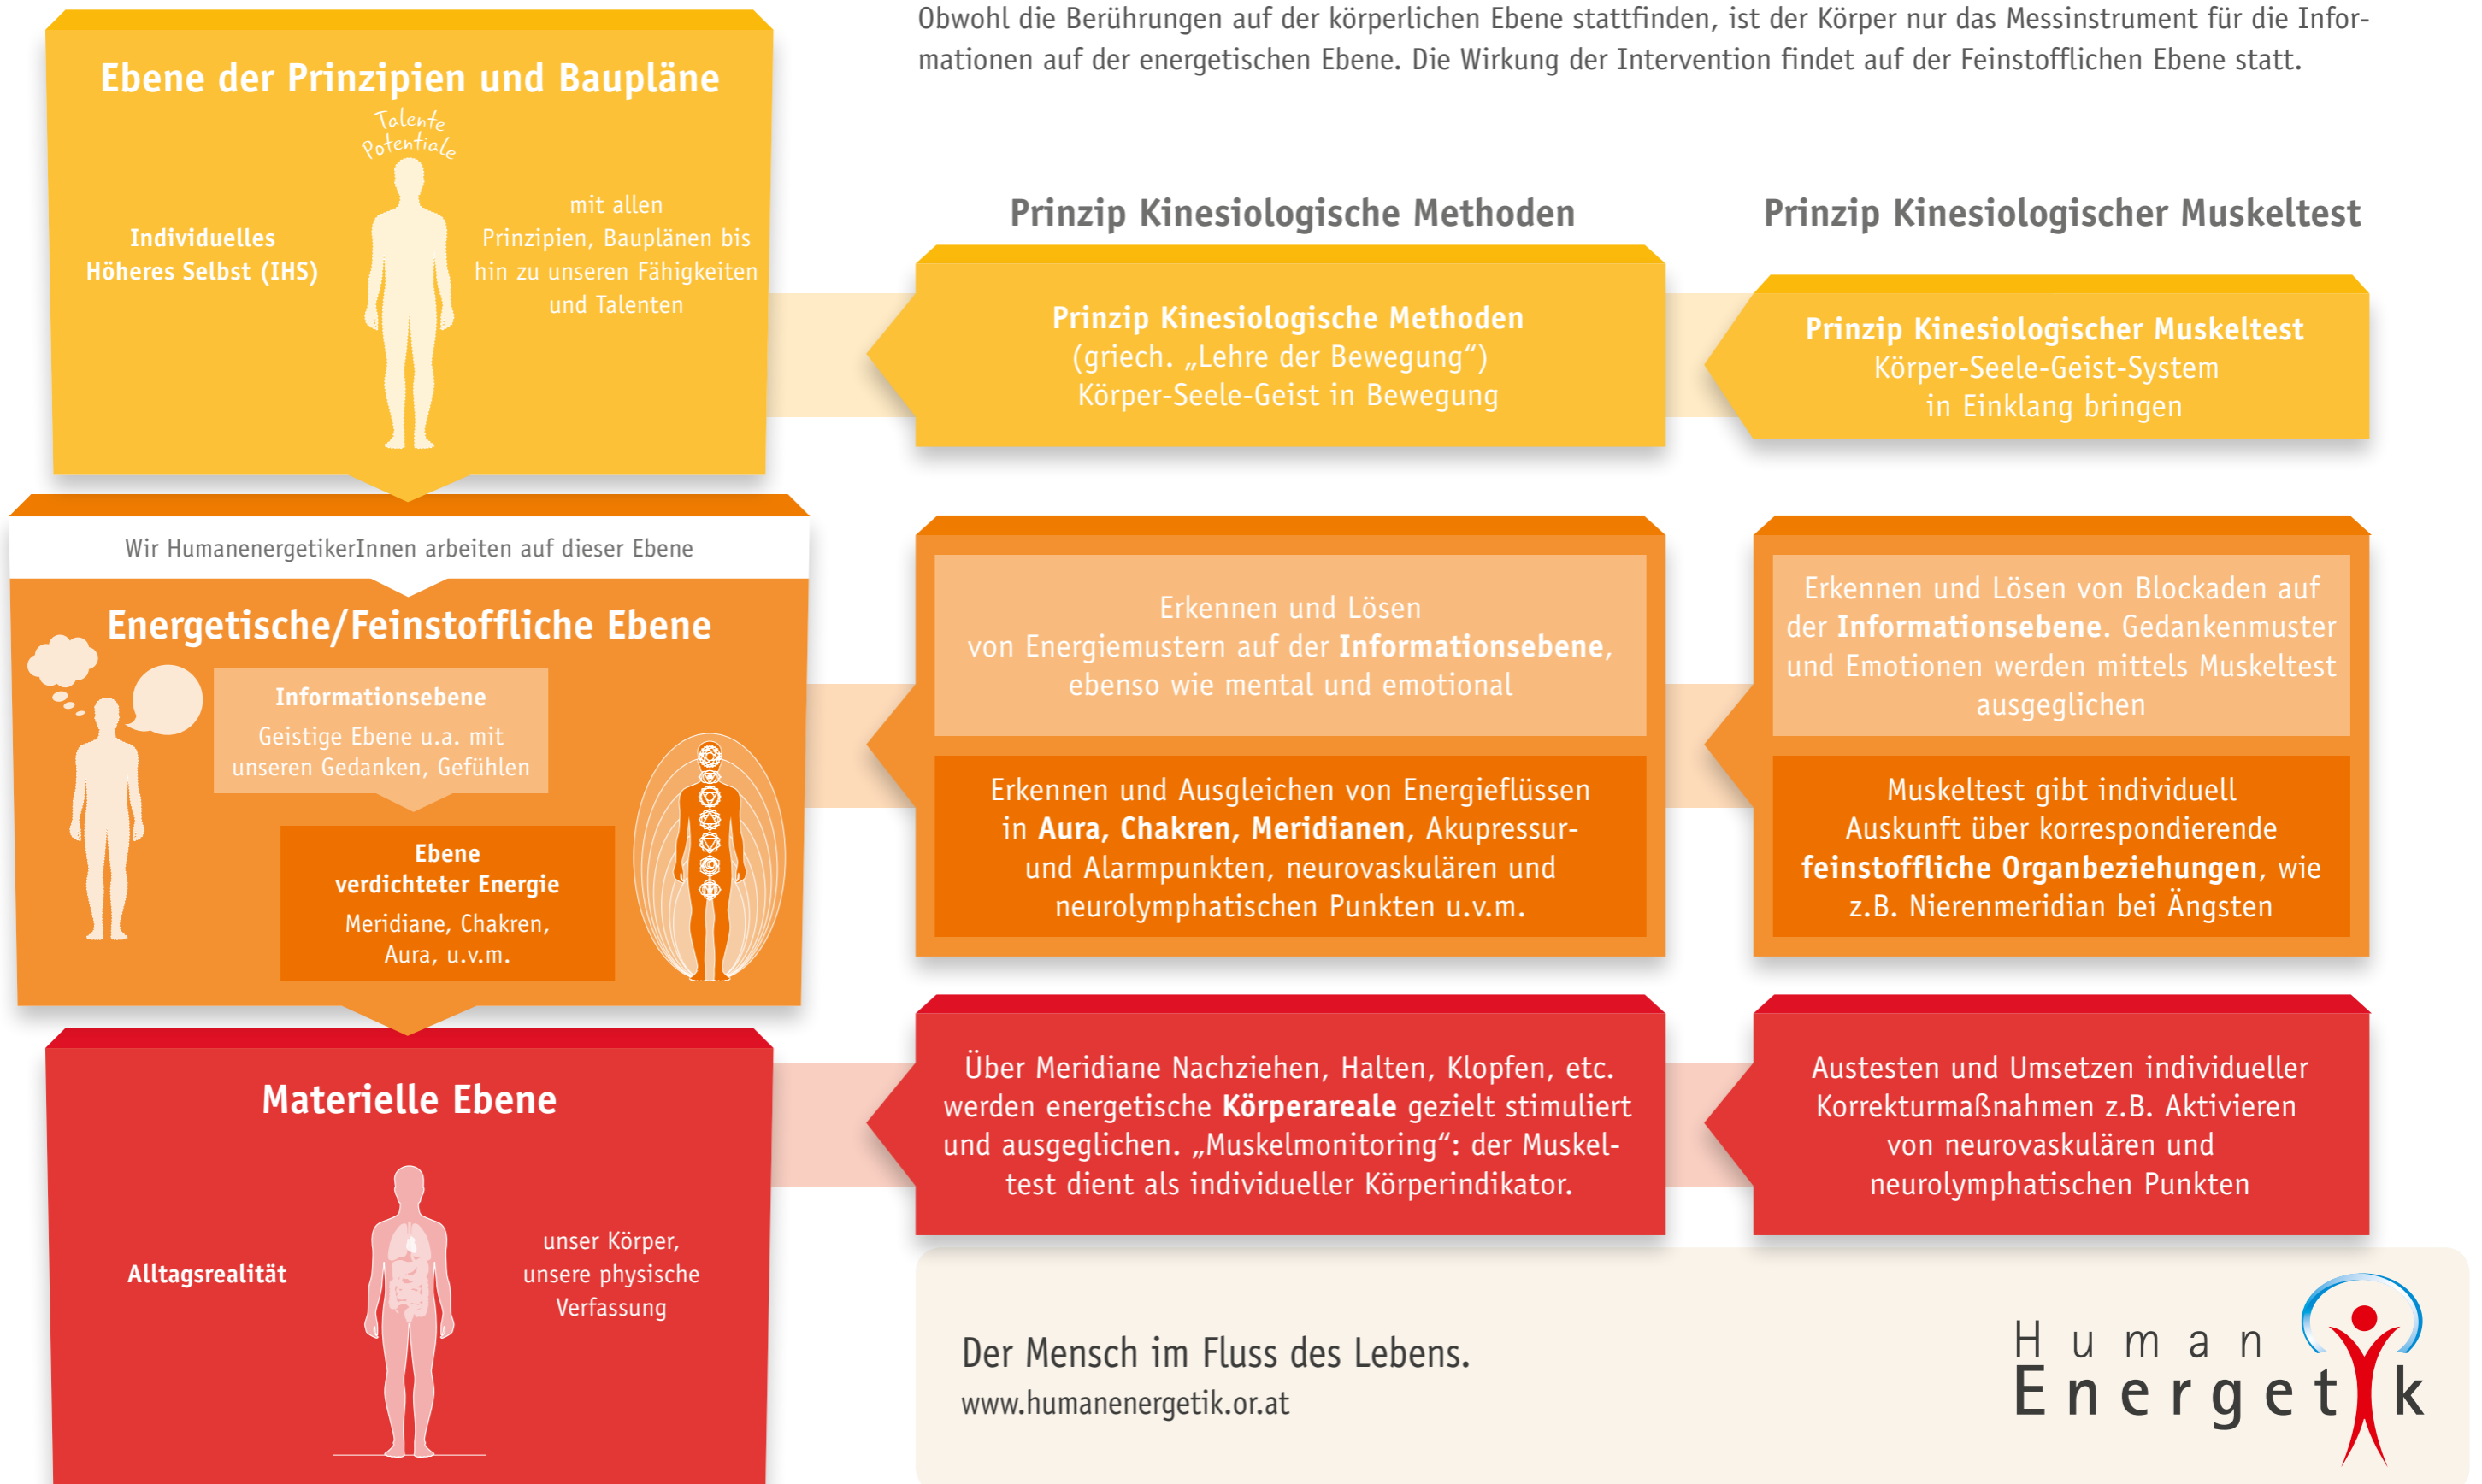 Obwohl die Berührungen auf der körperlichen Ebene stattfinden, ist der Körper nur das Messinstrument für die Infor-
mationen auf der energetischen Ebene. Die Wirkung der Intervention findet auf der Feinstofflichen Ebene statt.
Ebene der Prinzipien und Baupläne
Talente
Potentiale
Individuelles
Höheres Selbst (IHS)
mit allen
Prinzipien, Bauplänen bis
hin zu unseren Fähigkeiten
und Talenten
Prinzip Kinesiologische Methoden
Prinzip Kinesiologischer Muskeltest
Prinzip Kinesiologische Methoden
(griech. „Lehre der Bewegung“)
Körper-Seele-Geist in Bewegung
Prinzip Kinesiologischer Muskeltest
Körper-Seele-Geist-System
in Einklang bringen
Wir HumanenergetikerInnen arbeiten auf dieser Ebene
Energetische/Feinstoffliche Ebene
Informationsebene
Geistige Ebene u.a. mit
unseren Gedanken, Gefühlen
Ebene
verdichteter Energie
Meridiane, Chakren,
Aura, u.v.m.
Erkennen und Lösen
von Energiemustern auf der Informationsebene,
ebenso wie mental und emotional
Erkennen und Ausgleichen von Energieflüssen
in Aura, Chakren, Meridianen, Akupressur-
und Alarmpunkten, neurovaskulären und
neurolymphatischen Punkten u.v.m.
Erkennen und Lösen von Blockaden auf
der Informationsebene. Gedankenmuster
und Emotionen werden mittels Muskeltest
ausgeglichen
Muskeltest gibt individuell
Auskunft über korrespondierende
feinstoffliche Organbeziehungen, wie
z.B. Nierenmeridian bei Ängsten
Materielle Ebene
Alltagsrealität
unser Körper,
unsere physische
Verfassung
Über Meridiane Nachziehen, Halten, Klopfen, etc.
werden energetische Körperareale gezielt stimuliert
und ausgeglichen. „Muskelmonitoring“: der Muskel-
test dient als individueller Körperindikator.
Austesten und Umsetzen individueller
Korrekturmaßnahmen z.B. Aktivieren
von neurovaskulären und
neurolymphatischen Punkten
Der Mensch im Fluss des Lebens.
www.humanenergetik.or.at
Human
Energetik